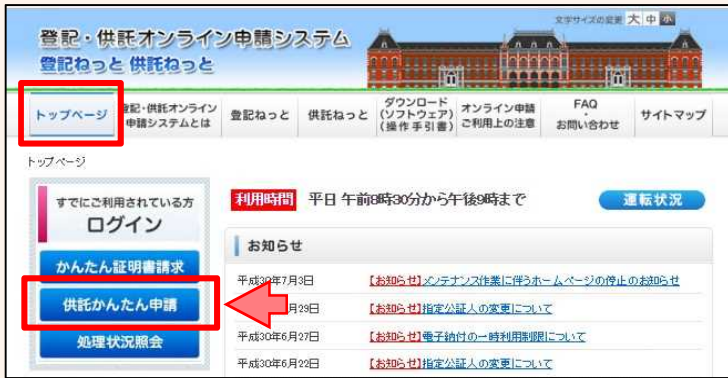 文字サイズの変更 大 中 小
登記・供託オンライン申請システム
登記ねっと 供託ねっと
トップページ
登記・供託オンライン
申請システムとは
登記ねっと
供託ねっと
ダウンロード
(ソフトウェア)
(操作手引書)
オンライン申請
ご利用上の注意
FAQ
・
お問い合わせ
サイトマップ
トップページ
すでにご利用されている方
ログイン
かんたん証明書請求
供託かんたん申請
処理状況照会
利用時間 平日 午前8時30分から午後9時まで
運転状況
お知らせ
平成30年7月3日 【お知らせ】メンテナンス作業に伴うホームページの停止のお知らせ
月29日 【お知らせ】指定公証人の変更について
平成30年6月27日 【お知らせ】電子納付の一時利用制限について
平成30年6月22日 【お知らせ】指定公証人の変更について